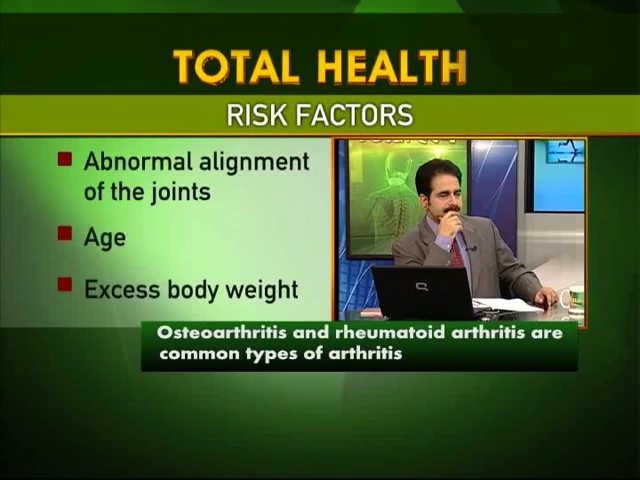 TOTAL HEALTH
RISK FACTORS
Abnormal alignment
of the joints
Age
Excess body weight
Osteoarthritis and rheumatoid arthritis are
common types of arthritis